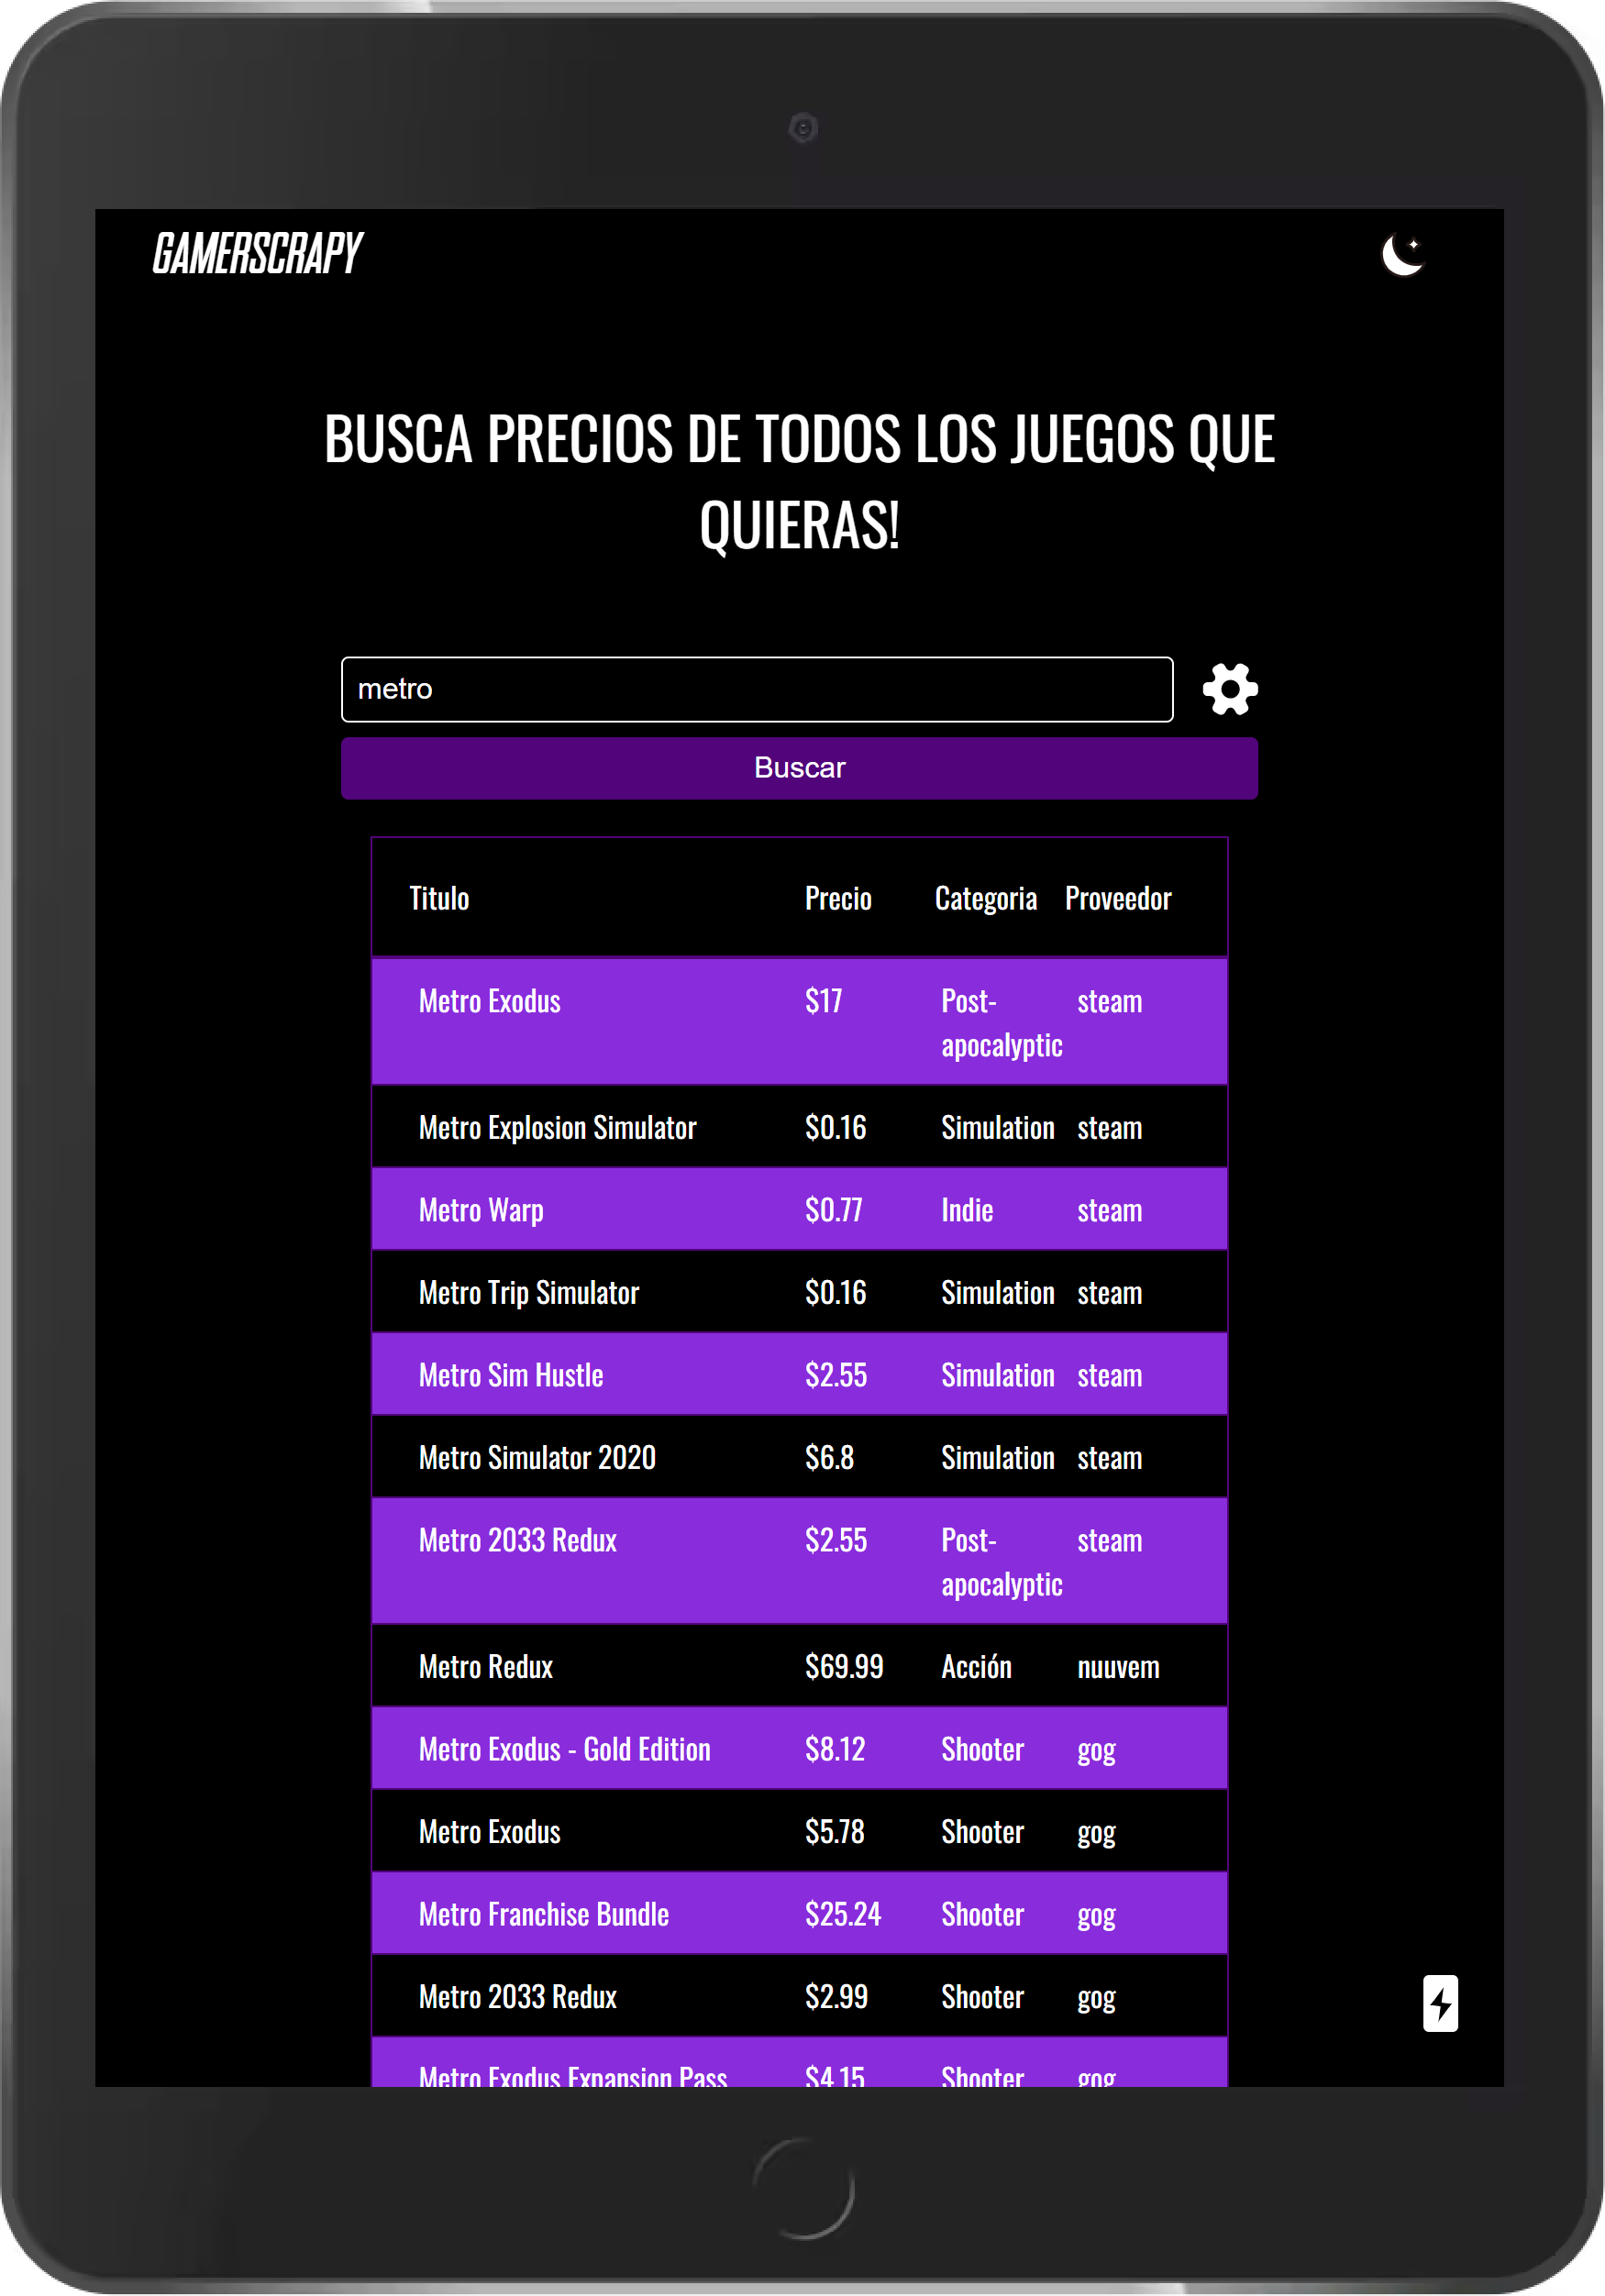 GAMERSCRAPY
BUSCA PRECIOS DE TODOS LOS JUEGOS QUE
QUIERAS!
metro
Buscar
Titulo Precio Categoria Proveedor
Metro Exodus $17 Post- steam
apocalyptic
Metro Explosion Simulator $0.16 Simulation steam
Metro Warp $0.77 Indie steam
Metro Trip Simulator $0.16 Simulation steam
Metro Sim Hustle $2.55 Simulation steam
Metro Simulator 2020 $6.8 Simulation steam
Metro 2033 Redux $2.55 Post- steam
apocalyptic
Metro Redux $69.99 Acción nuuvem
Metro Exodus - Gold Edition $8.12 Shooter gog
Metro Exodus $5.78 Shooter gog
Metro Franchise Bundle $25.24 Shooter gog
Metro 2033 Redux $2.99 Shooter gog
Metro Exodus Expansion Pass $4.15 Shooter gog